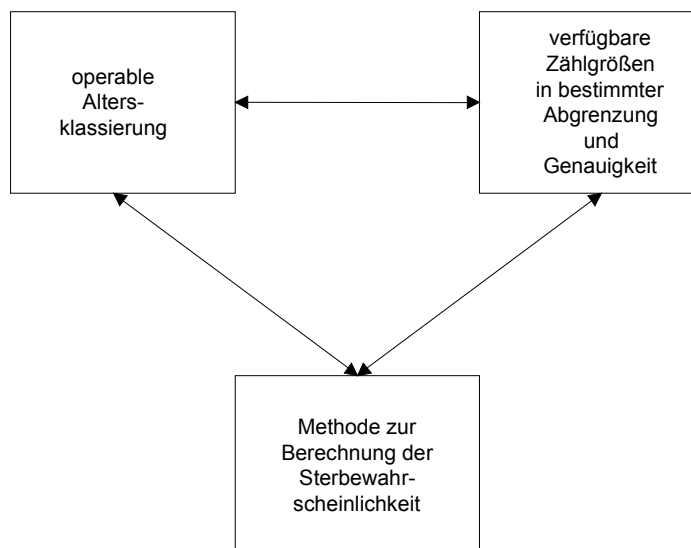 operable
Alters-
klassierung
verfügbare
Zählgrößen
in bestimmter
Abgrenzung
und
Genauigkeit
Methode zur
Berechnung der
Sterbewahr-
scheinlichkeit